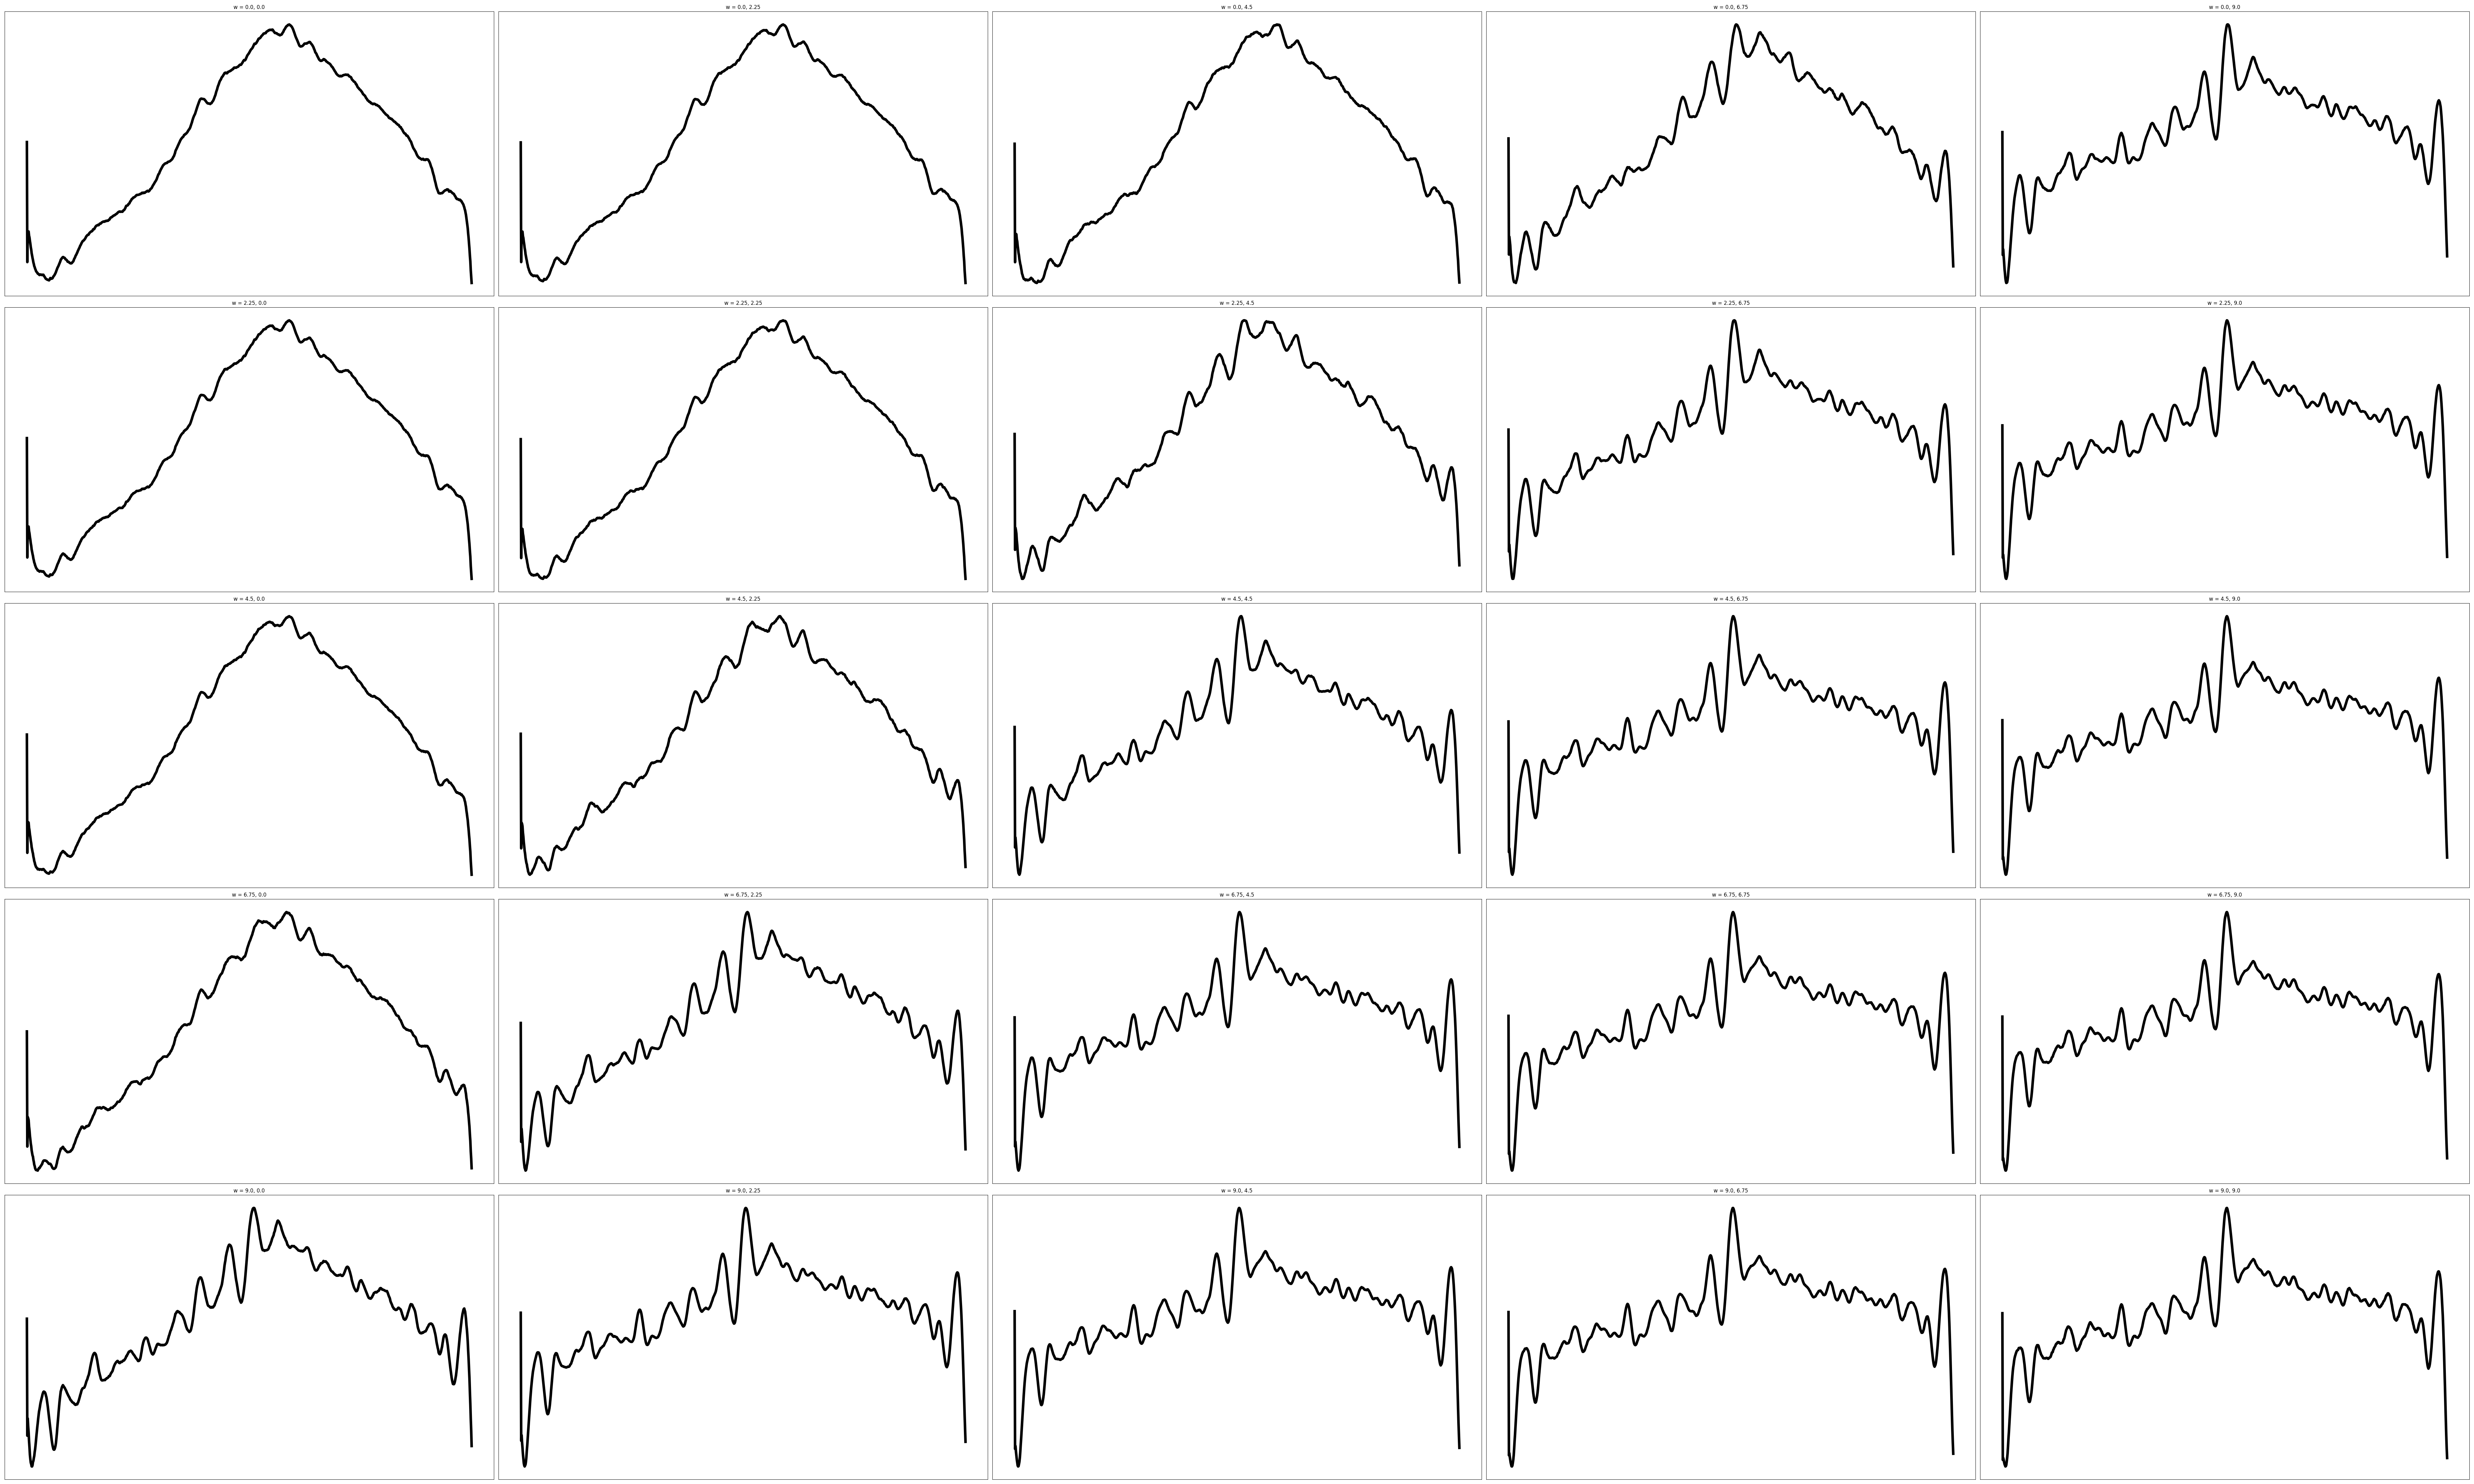 w = 0.0, 0.0
w = 0.0, 2.25
w = 0.0, 4.5
w = 0.0, 6.75
w = 0.0, 9.0
w = 2.25, 0.0
w = 2.25, 2.25
w = 2.25, 4.5
w = 2.25, 6.75
w = 2.25, 9.0
w = 4.5, 0.0
w = 4.5, 2.25
w = 4.5, 4.5
w = 4.5, 6.75
w = 4.5, 9.0
w = 6.75, 0.0
w = 6.75, 2.25
w = 6.75, 4.5
w = 6.75, 6.75
w = 6.75, 9.0
w = 9.0, 0.0
w = 9.0, 2.25
w = 9.0, 4.5
w = 9.0, 6.75
w = 9.0, 9.0